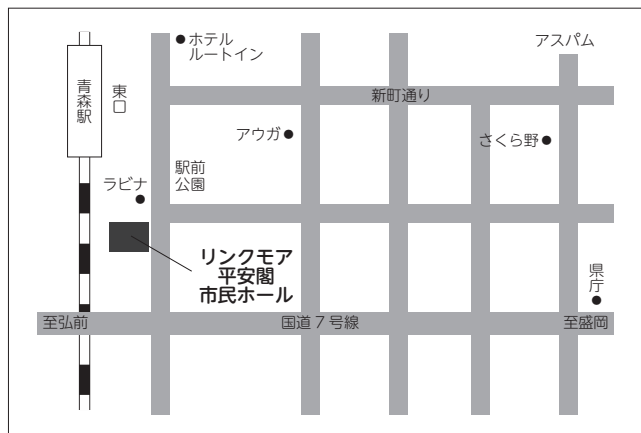 ホテル
ルートイン
アスパム
青森駅
東口
新町通り
アウガ
さくら野
駅前
公園
ラビナ
リンクモア
平安閣
市民ホール
県庁
至弘前
国道7号線
至盛岡